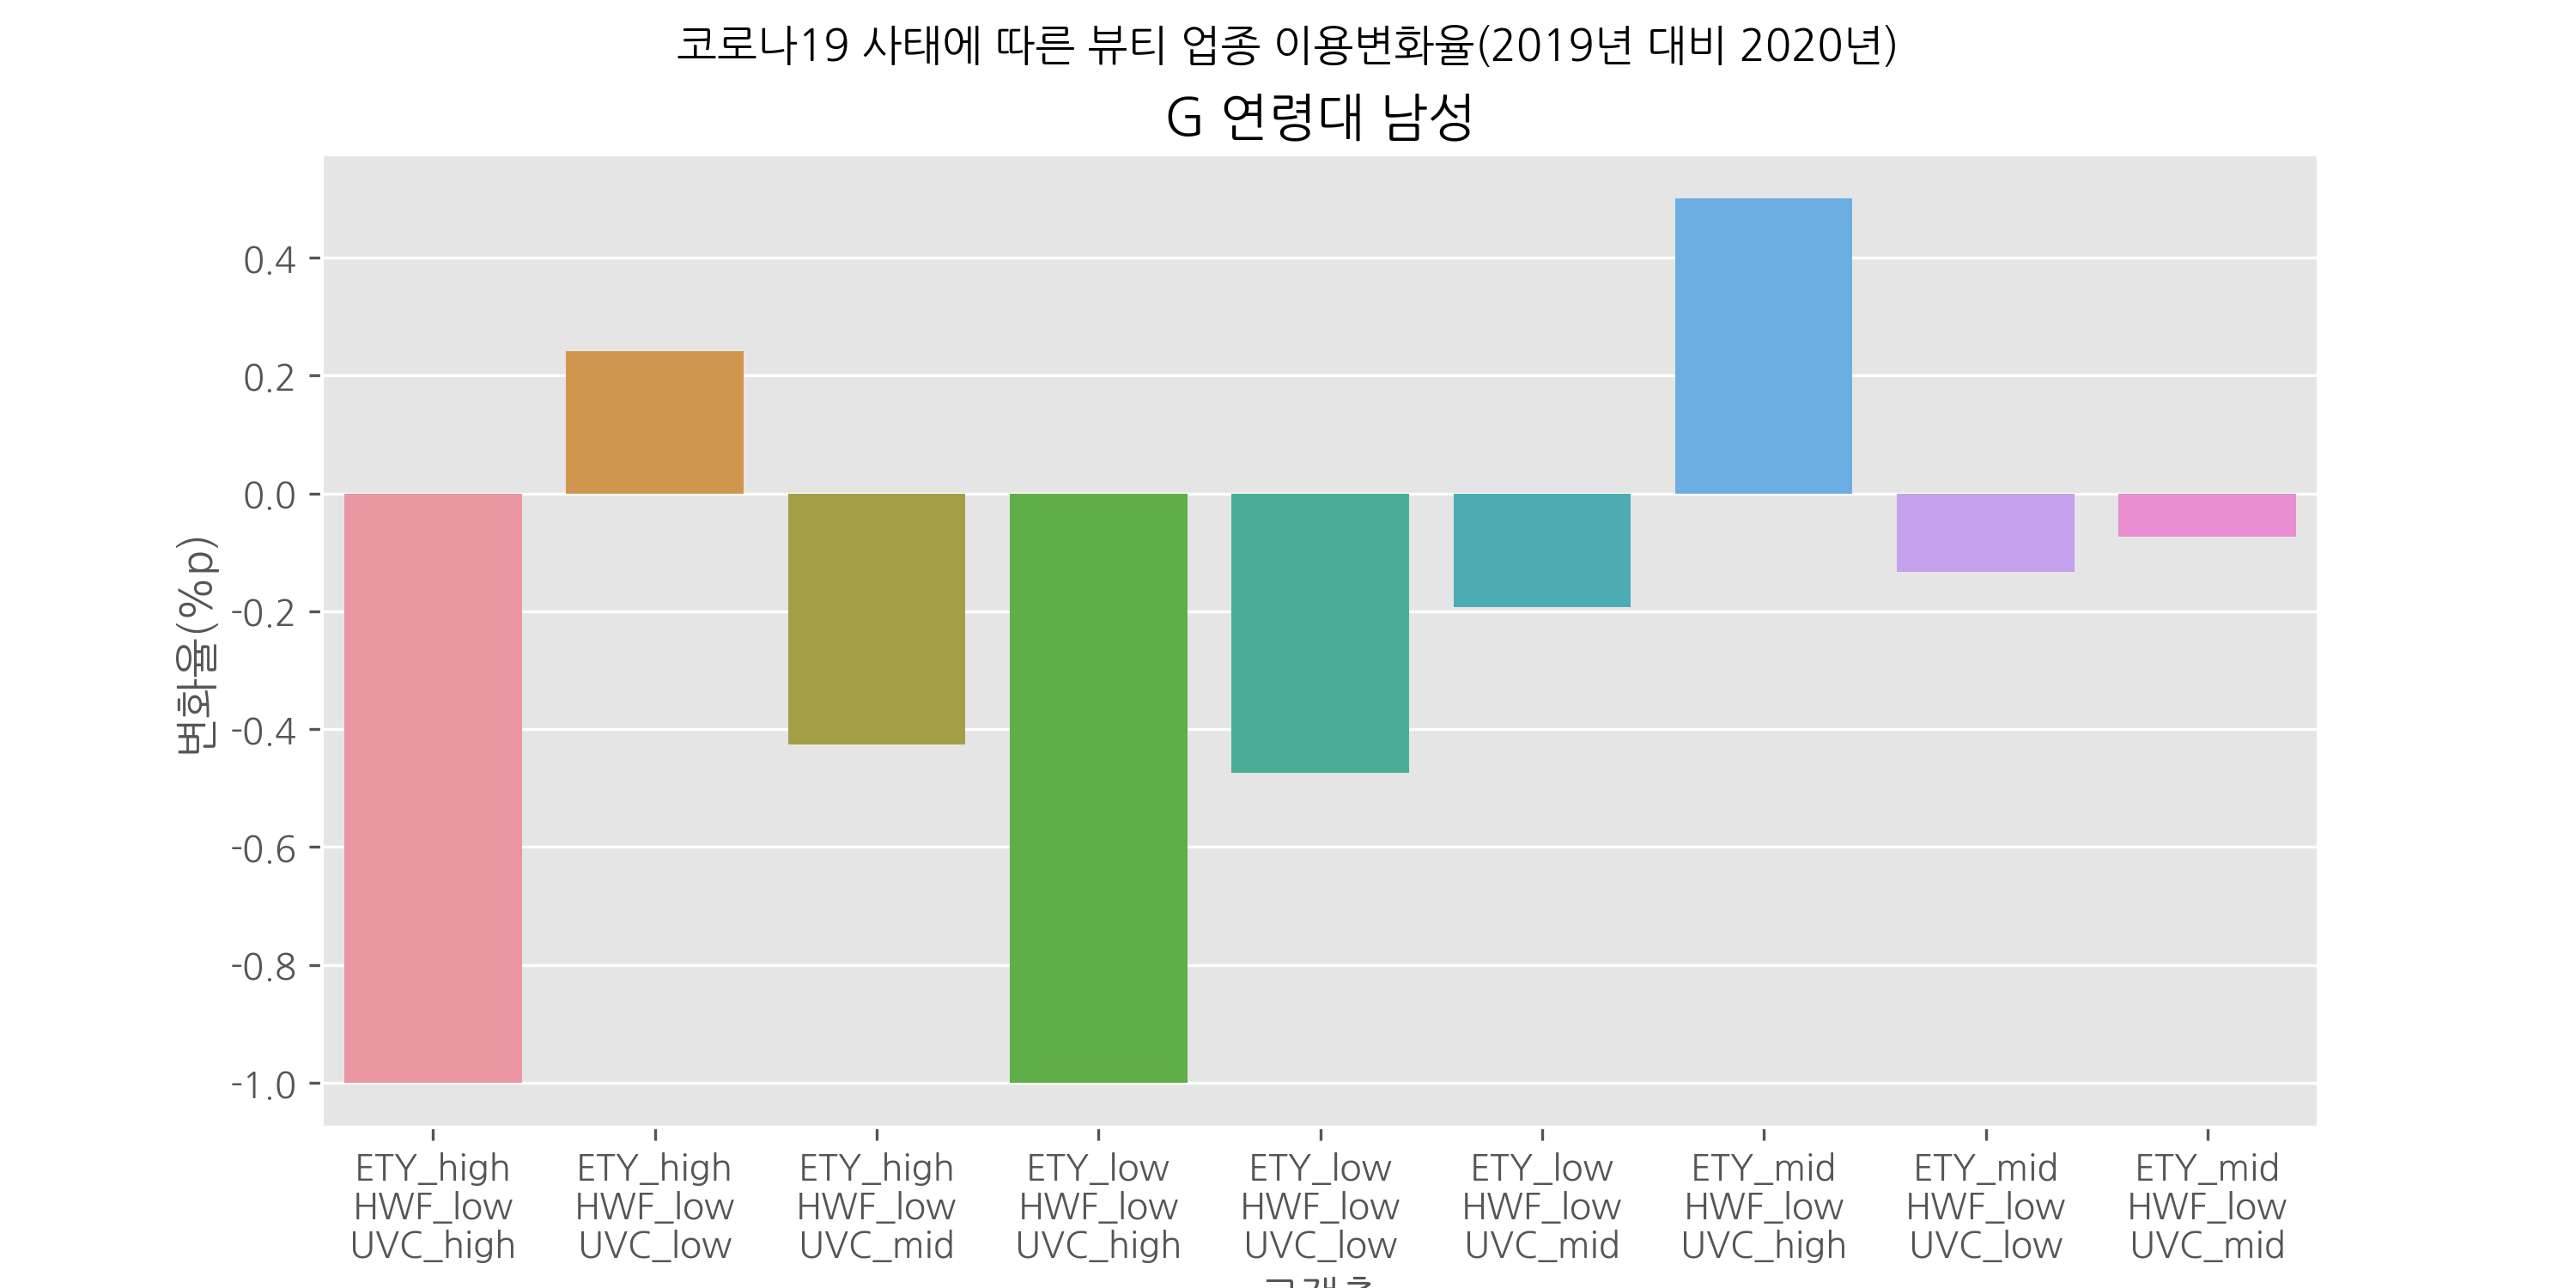 코로나19 사태에 따른 뷰티 업종 이용변화율(2019년 대비 2020년)
G 연령대 남성
변화율(%p)
0.4
0.2
0.0
-0.2
-0.4
-0.6
-0.8
-1.0
ETY_high
HWF_low
UVC_high
ETY_high
HWF_low
UVC_low
ETY_high
HWF_low
UVC_mid
ETY_low
HWF_low
UVC_high
ETY_low
HWF_low
UVC_low
ETY_low
HWF_low
UVC_mid
ETY_mid
HWF_low
UVC_high
ETY_mid
HWF_low
UVC_low
ETY_mid
HWF_low
UVC_mid